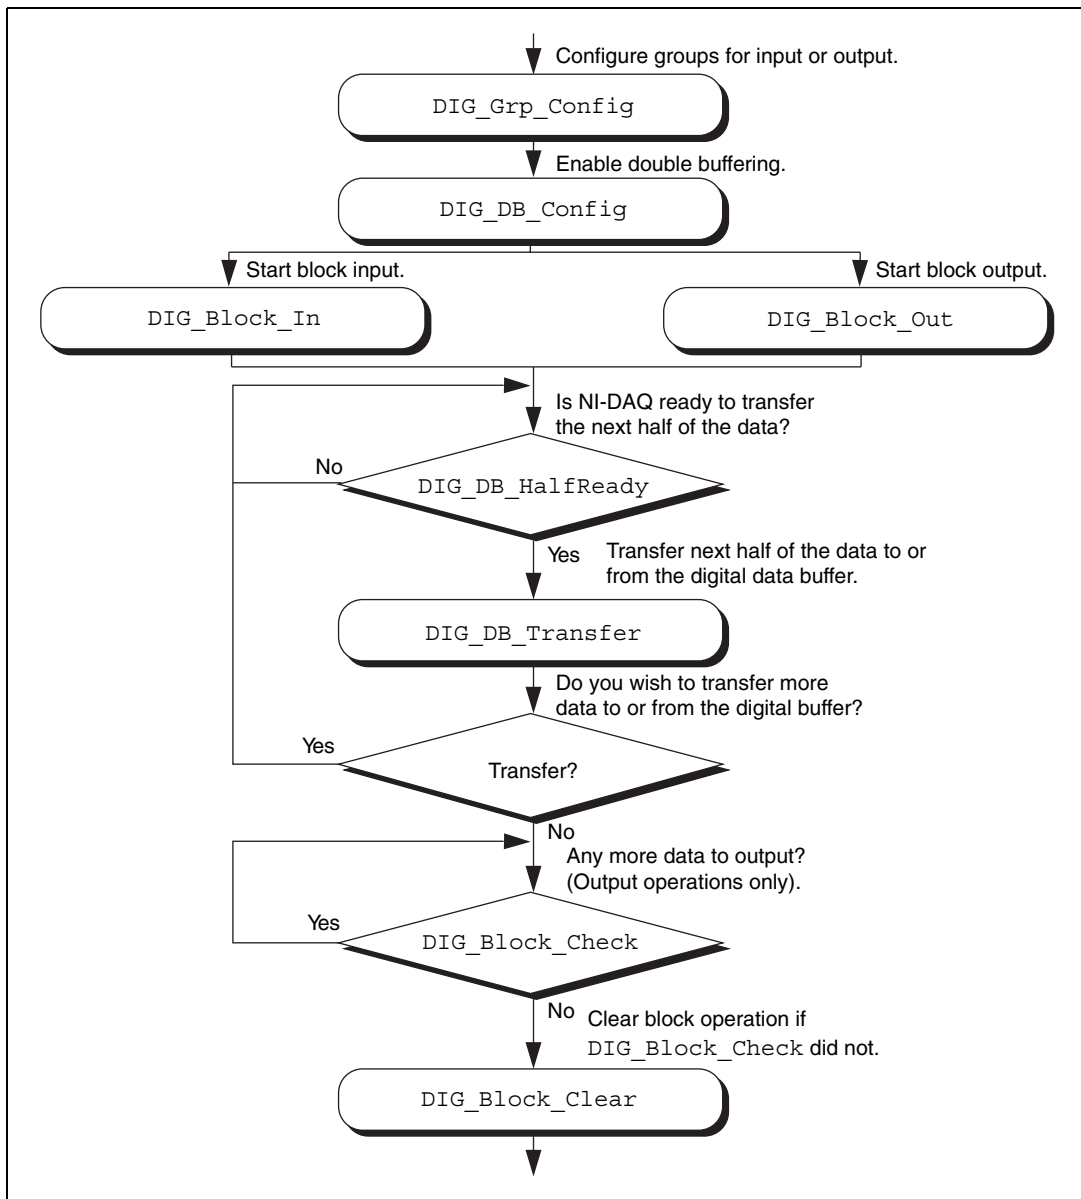 Configure groups for input or output.
DIG_Grp_Config
Enable double buffering.
DIG_DB_Config
Start block input.
Start block output.
DIG_Block_In
DIG_Block_Out
Is NI-DAQ ready to transfer
the next half of the data?
No
DIG_DB_HalfReady
Yes
Transfer next half of the data to or
from the digital data buffer.
DIG_DB_Transfer
Do you wish to transfer more
data to or from the digital buffer?
Yes
Transfer?
No
Any more data to output?
(Output operations only).
Yes
DIG_Block_Check
No
Clear block operation if
DIG_Block_Check did not.
DIG_Block_Clear